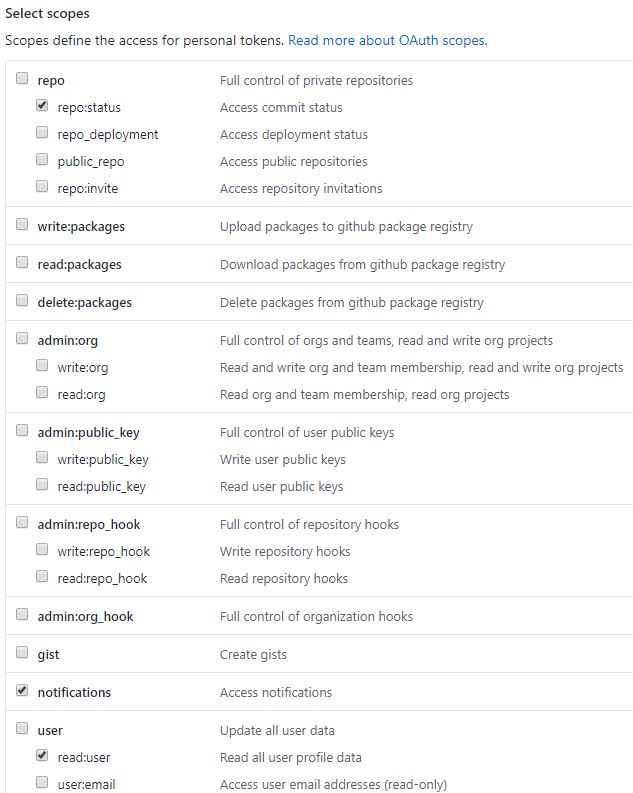 Select scopes
Scopes define the access for personal tokens. Read more about OAuth scopes.
repo Full control of private repositories
repo:status Access commit status
repo_deployment Access deployment status
public_repo Access public repositories
repo:invite Access repository invitations
write:packages Upload packages to github package registry
read:packages Download packages from github package registry
delete:packages Delete packages from github package registry
admin:org Full control of orgs and teams, read and write org projects
write:org Read and write org and team membership, read and write org projects
read:org Read org and team membership, read org projects
admin:public_key Full control of user public keys
write:public_key Write user public keys
read:public_key Read user public keys
admin:repo_hook Full control of repository hooks
write:repo_hook Write repository hooks
read:repo_hook Read repository hooks
admin:org_hook Full control of organization hooks
gist Create gists
notifications Access notifications
user Update all user data
read:user Read all user profile data
user:email Access user email addresses (read-only)